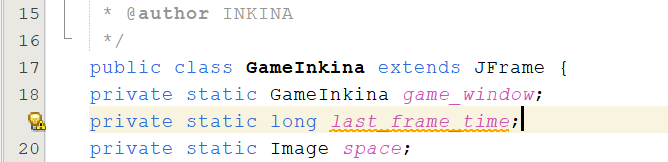 15 * @author INKINA
16 */
17 public class GameInkina extends JFrame {
18 private static GameInkina game_window;
private static long last_frame_time;
20 private static Image space;